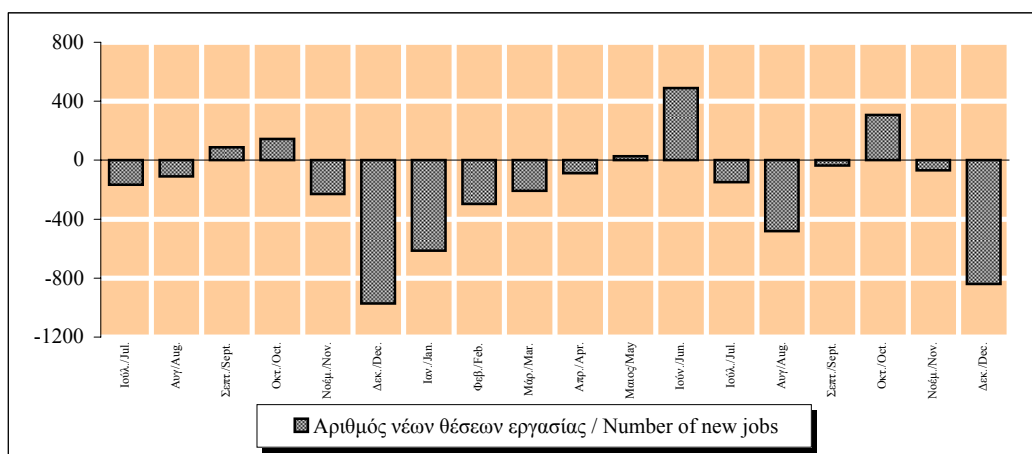 800
400
0
-400
-800
-1200
Ιούλ./Jul.
Αυγ/Aug.
Σεπτ./Sept.
Οκτ./Oct.
Νοέμ./Nov.
Δεκ./Dec.
Ιαν./Jan.
Φεβ./Feb.
Μάρ./Mar.
Απρ./Apr.
Μαιος/May
Ιούν./Jun.
Ιούλ./Jul.
Αυγ/Aug.
Σεπτ./Sept
Οκτ./Oct.
Νοέμ./Nov.
Δεκ./Dec.
Αριθμός νέων θέσεων εργασίας / Number of new jobs